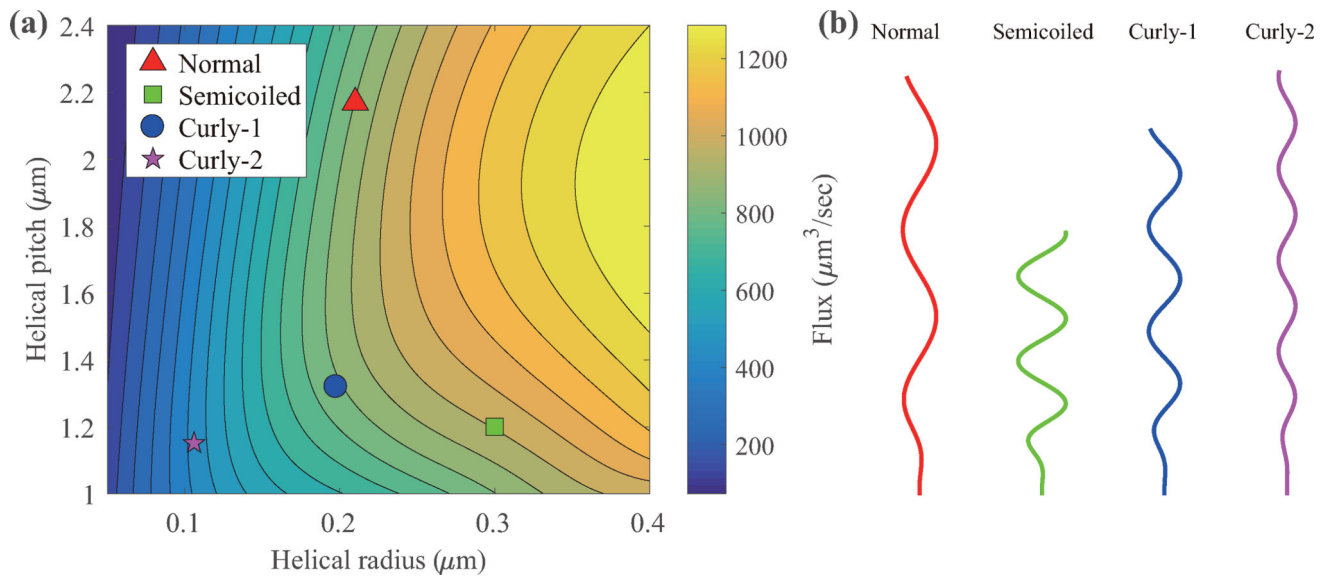 (a)
2.4
2.2
2
1.8
1.6
1.4
1.2
1
Helical pitch (μm)
0.1
0.2
0.3
0.4
Helical radius (μm)
Normal
Semicoiled
Curly-1
Curly-2
1200
1000
800
600
400
200
Flux (μm³/sec)
(b)
Normal
Semicoiled
Curly-1
Curly-2